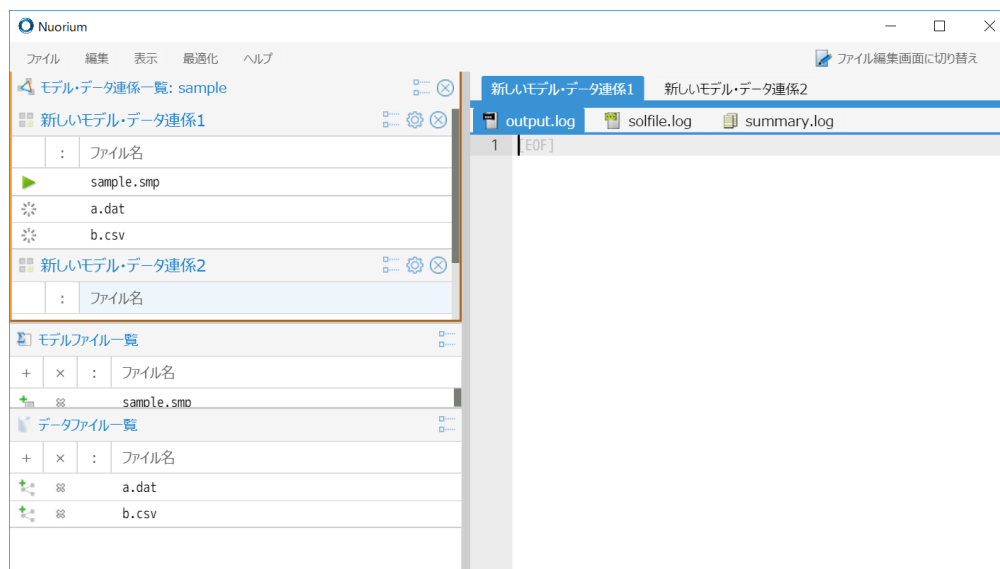 Nuorium
ファイル 編集 表示 最適化 ヘルプ
ファイル編集画面に切り替え
モデル・データ連係一覧: sample
新しいモデル・データ連係1
: ファイル名
sample.smp
a.dat
b.csv
新しいモデル・データ連係2
: ファイル名
モデルファイル一覧
+ × : ファイル名
sample.smp
データファイル一覧
+ × : ファイル名
a.dat
b.csv
新しいモデル・データ連係1 新しいモデル・データ連係2
output.log solfile.log summary.log
1 [EOF]